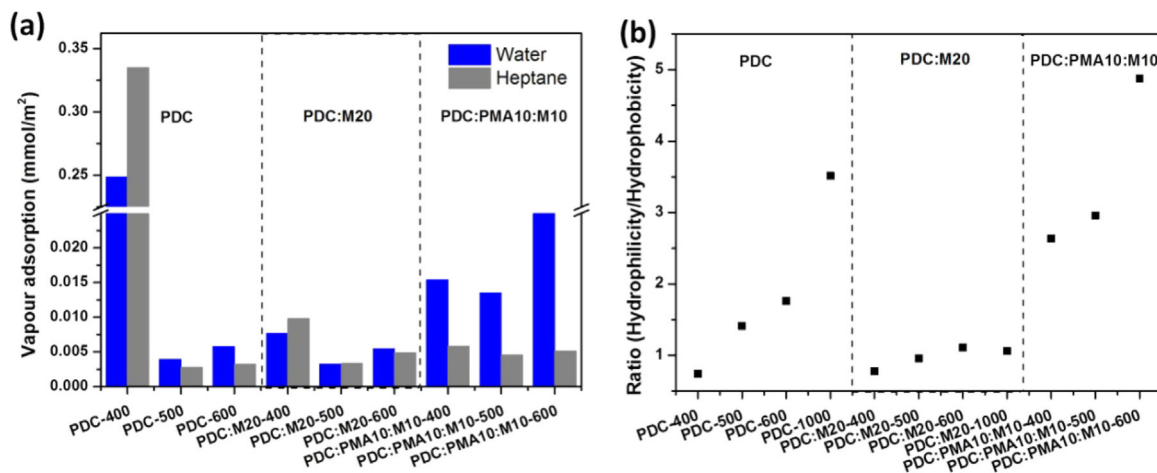 (a)
Vapour adsorption (mmol/m²)
0.35
0.30
0.25
0.020
0.015
0.010
0.005
0.000
Water
Heptane
PDC
PDC:M20
PDC:PMA10:M10
PDC-400
PDC-500
PDC-600
PDC:M20-400
PDC:M20-500
PDC:M20-600
PDC:PMA10:M10-400
PDC:PMA10:M10-500
PDC:PMA10:M10-600
(b)
Ratio (Hydrophilicity/Hydrophobicity)
5
4
3
2
1
PDC
PDC:M20
PDC:PMA10:M10
PDC-400
PDC-500
PDC-600
PDC-1000
PDC:M20-400
PDC:M20-500
PDC:M20-600
PDC:M20-1000
PDC:PMA10:M10-400
PDC:PMA10:M10-500
PDC:PMA10:M10-600